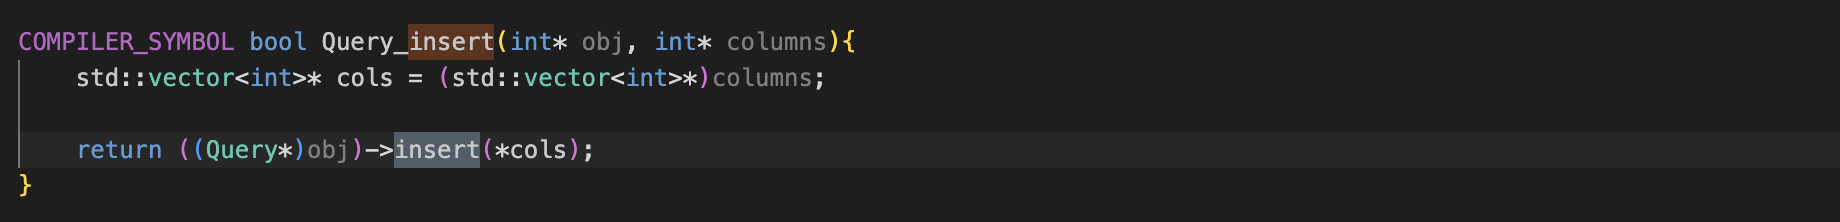 COMPILER_SYMBOL bool Query_insert(int* obj, int* columns){
    std::vector<int>* cols = (std::vector<int>*)columns;

    return ((Query*)obj)->insert(*cols);
}